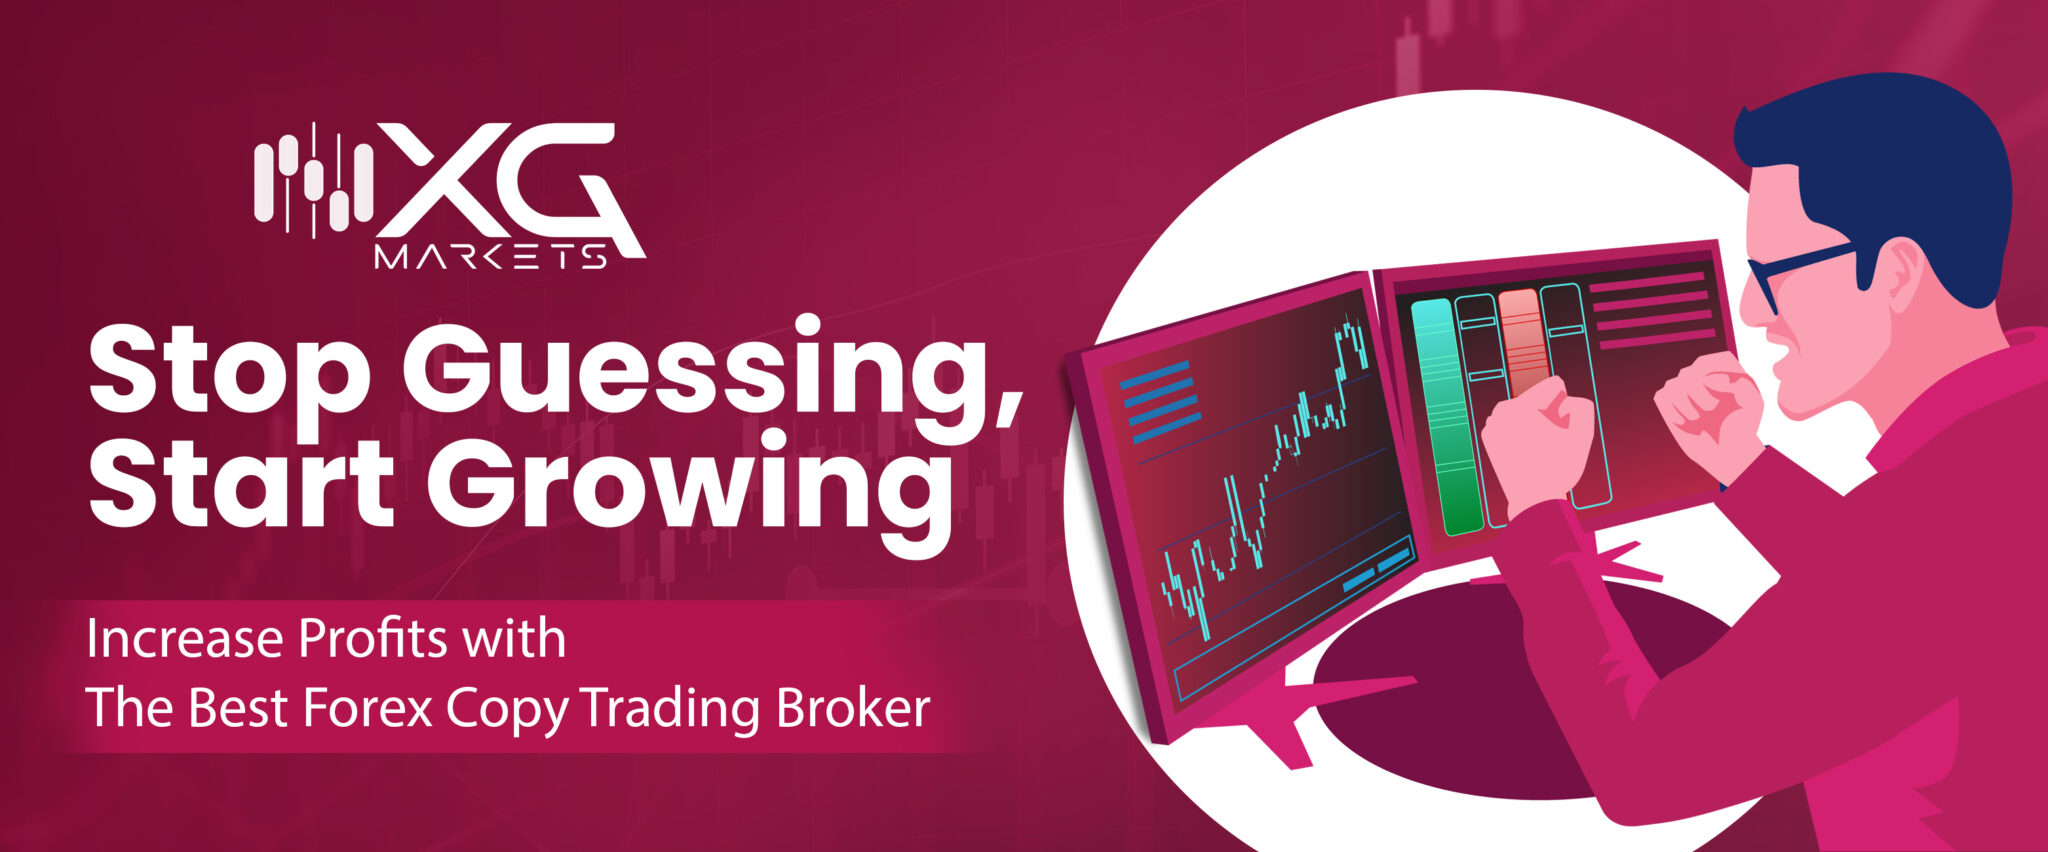 XG
MARKETS
Stop Guessing,
Start Growing
Increase Profits with
The Best Forex Copy Trading Broker